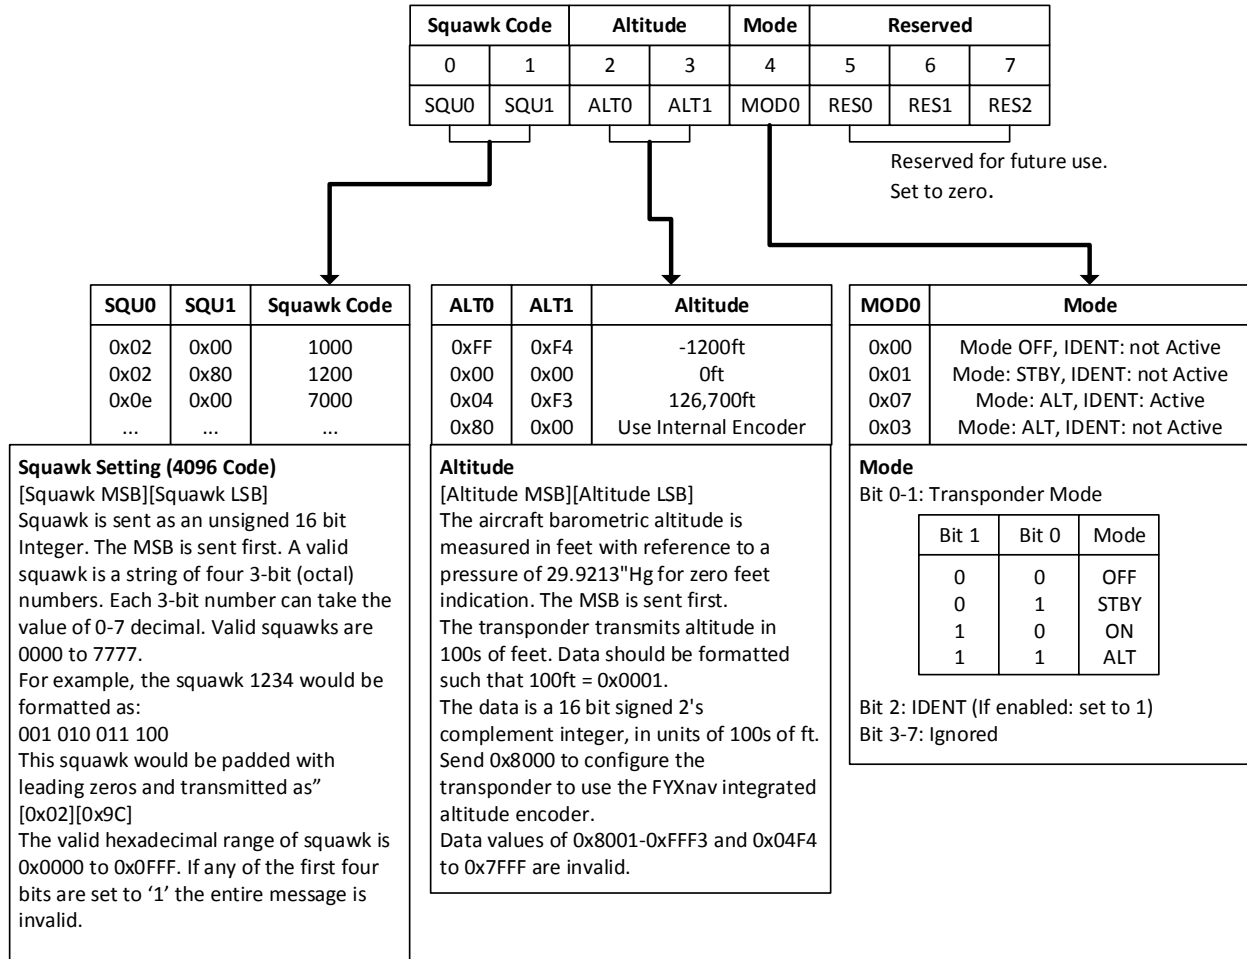 Squawk Code Altitude Mode Reserved
0 1 2 3 4 5 6 7
SQU0 SQU1 ALT0 ALT1 MOD0 RES0 RES1 RES2
Reserved for future use.
Set to zero.
SQU0 SQU1 Squawk Code
0x02 0x00 1000
0x02 0x80 1200
0x0e 0x00 7000
... ... ...
Squawk Setting (4096 Code)
[Squawk MSB][Squawk LSB]
Squawk is sent as an unsigned 16 bit
Integer. The MSB is sent first. A valid
squawk is a string of four 3-bit (octal)
numbers. Each 3-bit number can take the
value of 0-7 decimal. Valid squawks are
0000 to 7777.
For example, the squawk 1234 would be
formatted as:
001 010 011 100
This squawk would be padded with
leading zeros and transmitted as”
[0x02][0x9C]
The valid hexadecimal range of squawk is
0x0000 to 0x0FFF. If any of the first four
bits are set to ‘1’ the entire message is
invalid.
ALT0 ALT1 Altitude
0xFF 0xF4 -1200ft
0x00 0x00 0ft
0x04 0xF3 126,700ft
0x80 0x00 Use Internal Encoder
Altitude
[Altitude MSB][Altitude LSB]
The aircraft barometric altitude is
measured in feet with reference to a
pressure of 29.9213"Hg for zero feet
indication. The MSB is sent first.
The transponder transmits altitude in
100s of feet. Data should be formatted
such that 100ft = 0x0001.
The data is a 16 bit signed 2's
complement integer, in units of 100s of ft.
Send 0x8000 to configure the
transponder to use the FYXnav integrated
altitude encoder.
Data values of 0x8001-0xFFF3 and 0x04F4
to 0x7FFF are invalid.
MOD0 Mode
0x00 Mode OFF, IDENT: not Active
0x01 Mode: STBY, IDENT: not Active
0x07 Mode: ALT, IDENT: Active
0x03 Mode: ALT, IDENT: not Active
Mode
Bit 0-1: Transponder Mode
Bit 1 Bit 0 Mode
0 0 OFF
0 1 STBY
1 0 ON
1 1 ALT
Bit 2: IDENT (If enabled: set to 1)
Bit 3-7: Ignored